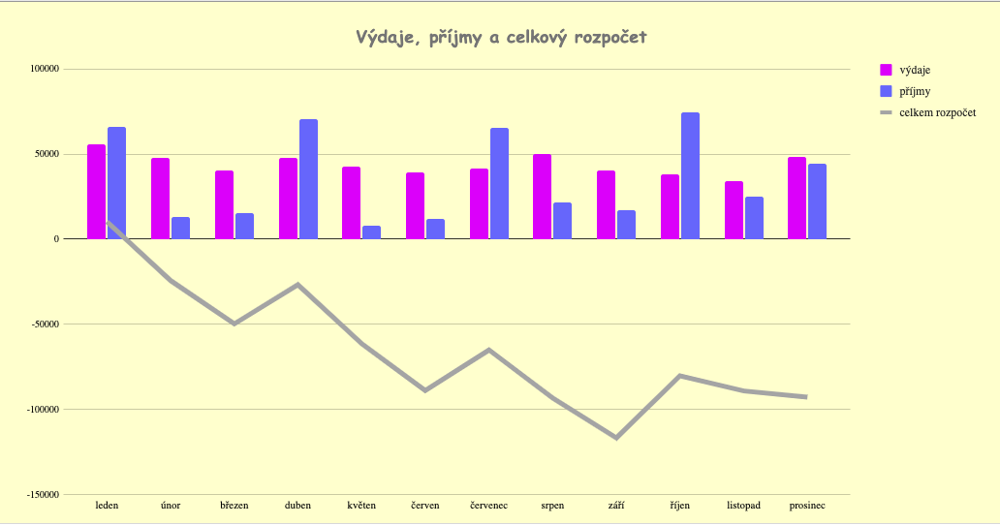 Výdaje, příjmy a celkový rozpočet
výdaje
příjmy
celkem rozpočet
100000
50000
0
-50000
-100000
-150000
leden únor březen duben květen červen červenec srpen září říjen listopad prosinec